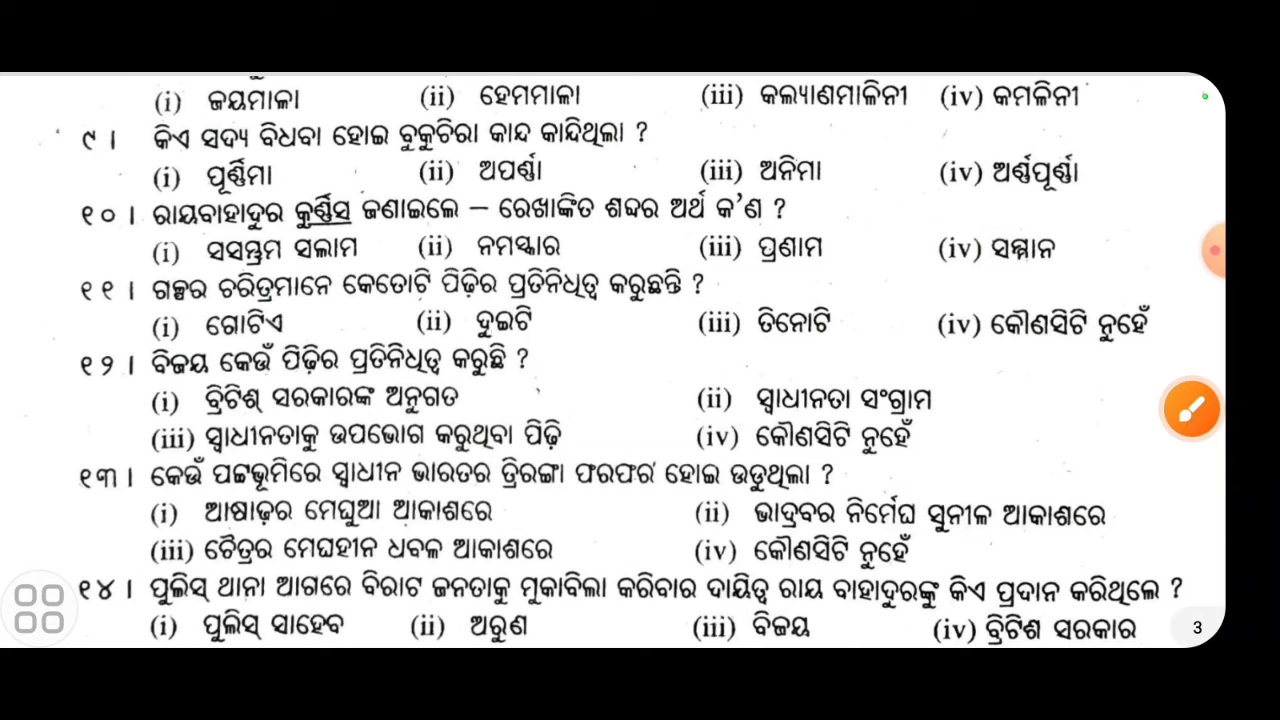 (i) ଜୟମାଳା (ii) ହେମମାଳା (iii) କଲ୍ୟାଣମାଳିନୀ (iv) କମଳିନୀ
୯ । କିଏ ସଦ୍ୟ ବିଧବା ହୋଇ ବୁକୁଚିରା କାନ୍ଦ କାନ୍ଦିଥିଲା ?
(i) ପୂର୍ଣ୍ଣିମା (ii) ଅପର୍ଣ୍ଣା (iii) ଅନିମା (iv) ଅର୍ଣ୍ଣପୂର୍ଣ୍ଣା
୧୦ । ରାୟବାହାଦୁର କୁର୍ଣ୍ଣିସ ଜଣାଇଲେ – ରେଖାଙ୍କିତ ଶବ୍ଦର ଅର୍ଥ କ'ଣ ?
(i) ସସମ୍ଭ୍ରମ ସଲାମ (ii) ନମସ୍କାର (iii) ପ୍ରଣାମ (iv) ସମ୍ମାନ
୧୧ । ଗଳ୍ପର ଚରିତ୍ରମାନେ କେତୋଟି ପିଢ଼ିର ପ୍ରତିନିଧିତ୍ୱ କରୁଛନ୍ତି ?
(i) ଗୋଟିଏ (ii) ଦୁଇଟି (iii) ତିନୋଟି (iv) କୌଣସିଟି ନୁହେଁ
୧୨ । ବିଜୟ କେଉଁ ପିଢ଼ିର ପ୍ରତିନିଧିତ୍ୱ କରୁଛି ?
(i) ବ୍ରିଟିଶ୍ ସରକାରଙ୍କ ଅନୁଗତ (ii) ସ୍ୱାଧୀନତା ସଂଗ୍ରାମ
(iii) ସ୍ୱାଧୀନତାକୁ ଉପଭୋଗ କରୁଥିବା ପିଢ଼ି (iv) କୌଣସିଟି ନୁହେଁ
୧୩ । କେଉଁ ପଟ୍ଟଭୂମିରେ ସ୍ୱାଧୀନ ଭାରତର ତ୍ରିରଙ୍ଗା ଫରଫର ହୋଇ ଉଡୁଥିଲା ?
(i) ଆଷାଢ଼ର ମେଘୁଆ ଆକାଶରେ (ii) ଭାଦ୍ରବର ନିର୍ମେଘ ସୁନୀଳ ଆକାଶରେ
(iii) ଚୈତ୍ରର ମେଘହୀନ ଧବଳ ଆକାଶରେ (iv) କୌଣସିଟି ନୁହେଁ
୧୪ । ପୁଲିସ୍ ଥାନା ଆଗରେ ବିରାଟ ଜନତାକୁ ମୁକାବିଲା କରିବାର ଦାୟିତ୍ୱ ରାୟ ବାହାଦୁରଙ୍କୁ କିଏ ପ୍ରଦାନ କରିଥିଲେ ?
(i) ପୁଲିସ୍ ସାହେବ (ii) ଅରୁଣ (iii) ବିଜୟ (iv) ବ୍ରିଟିଶ ସରକାର
3